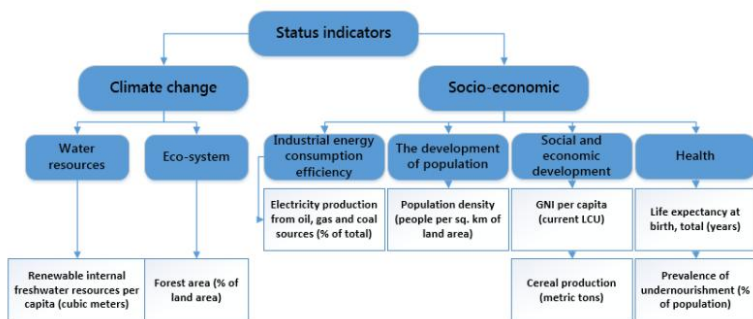 Status indicators
Climate change
Socio-economic
Water
resources
Eco-system
Industrial energy
consumption
efficiency
The development
of population
Social and
economic
development
Health
Electricity production
from oil, gas and coal
sources (% of total)
Population density
(people per sq. km of
land area)
GNI per capita
(current LCU)
Life expectancy at
birth, total (years)
Renewable internal
freshwater resources per
capita (cubic meters)
Forest area (% of
land area)
Cereal production
(metric tons)
Prevalence of
undernourishment (%
of population)